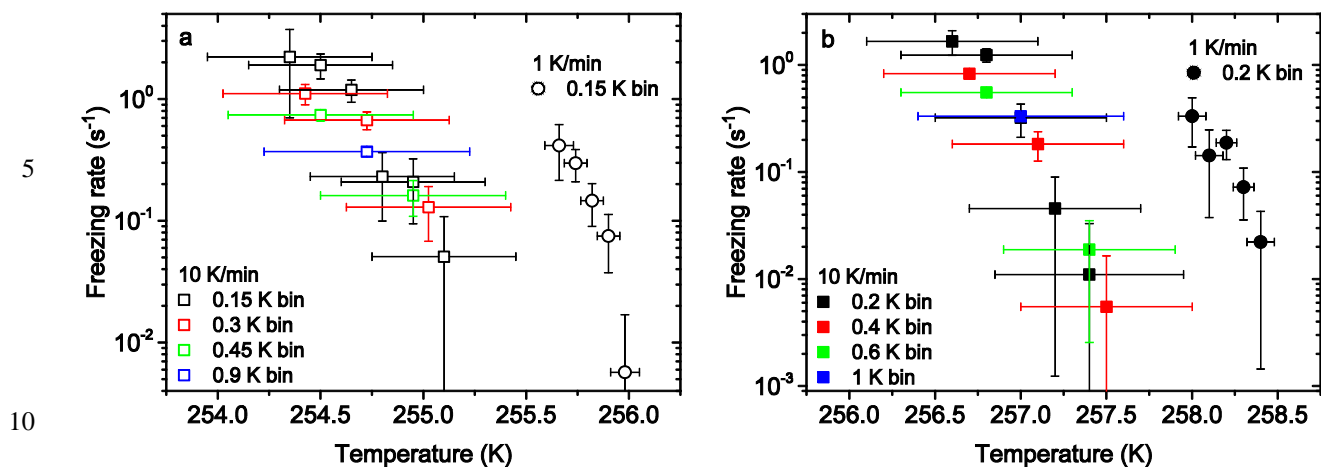 a
1 K/min
0.15 K bin
10 K/min
0.15 K bin
0.3 K bin
0.45 K bin
0.9 K bin
Freezing rate (s⁻¹)
10⁰
10⁻¹
10⁻²
254.0 254.5 255.0 255.5 256.0
Temperature (K)
b
1 K/min
0.2 K bin
10 K/min
0.2 K bin
0.4 K bin
0.6 K bin
1 K bin
Freezing rate (s⁻¹)
10⁰
10⁻¹
10⁻²
10⁻³
256.0 256.5 257.0 257.5 258.0 258.5
Temperature (K)
5
10